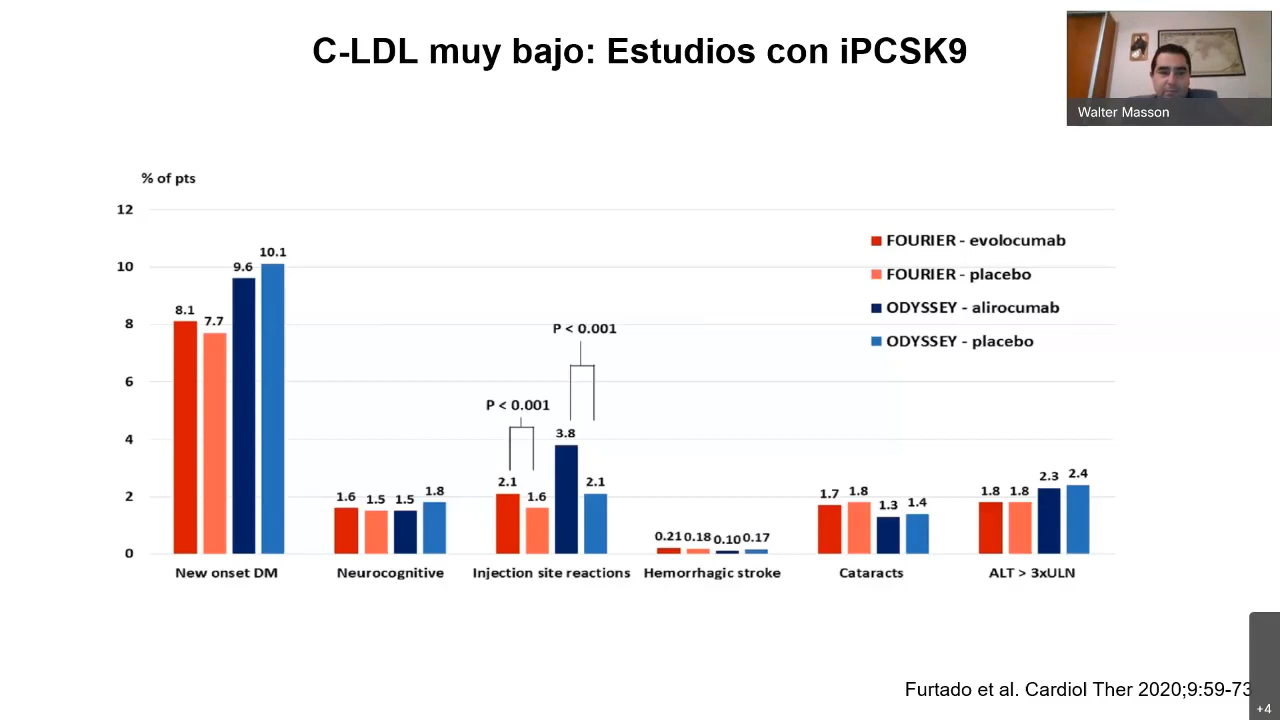 C-LDL muy bajo: Estudios con iPCSK9
Walter Masson
% of pts
12
10
8
6
4
2
0
FOURIER - evolocumab
FOURIER - placebo
ODYSSEY - alirocumab
ODYSSEY - placebo
8.1 7.7 9.6 10.1
1.6 1.5 1.5 1.8
P < 0.001
P < 0.001
2.1 1.6 3.8 2.1
0.21 0.18 0.10 0.17
1.7 1.8 1.3 1.4
1.8 1.8 2.3 2.4
New onset DM Neurocognitive Injection site reactions Hemorrhagic stroke Cataracts ALT > 3xULN
Furtado et al. Cardiol Ther 2020;9:59-73
+4